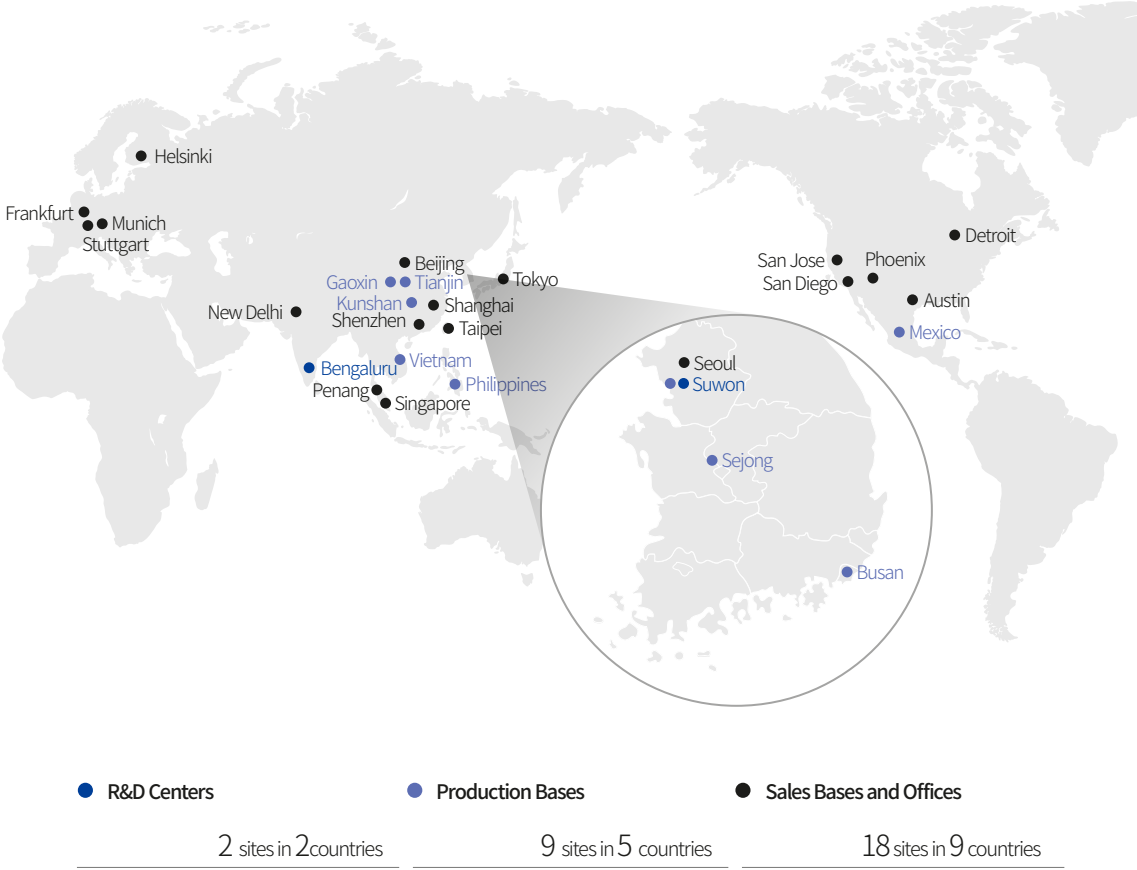 Helsinki
Frankfurt
Munich
Stuttgart
Detroit
San Jose
Phoenix
San Diego
Austin
Mexico
Beijing
Gaoxin
Tianjin
Tokyo
Kunshan
Shanghai
New Delhi
Shenzhen
Taipei
Vietnam
Bengaluru
Philippines
Penang
Singapore
Seoul
Suwon
Sejong
Busan
R&D Centers
2 sites in 2countries
Production Bases
9 sites in 5 countries
Sales Bases and Offices
18 sites in 9 countries